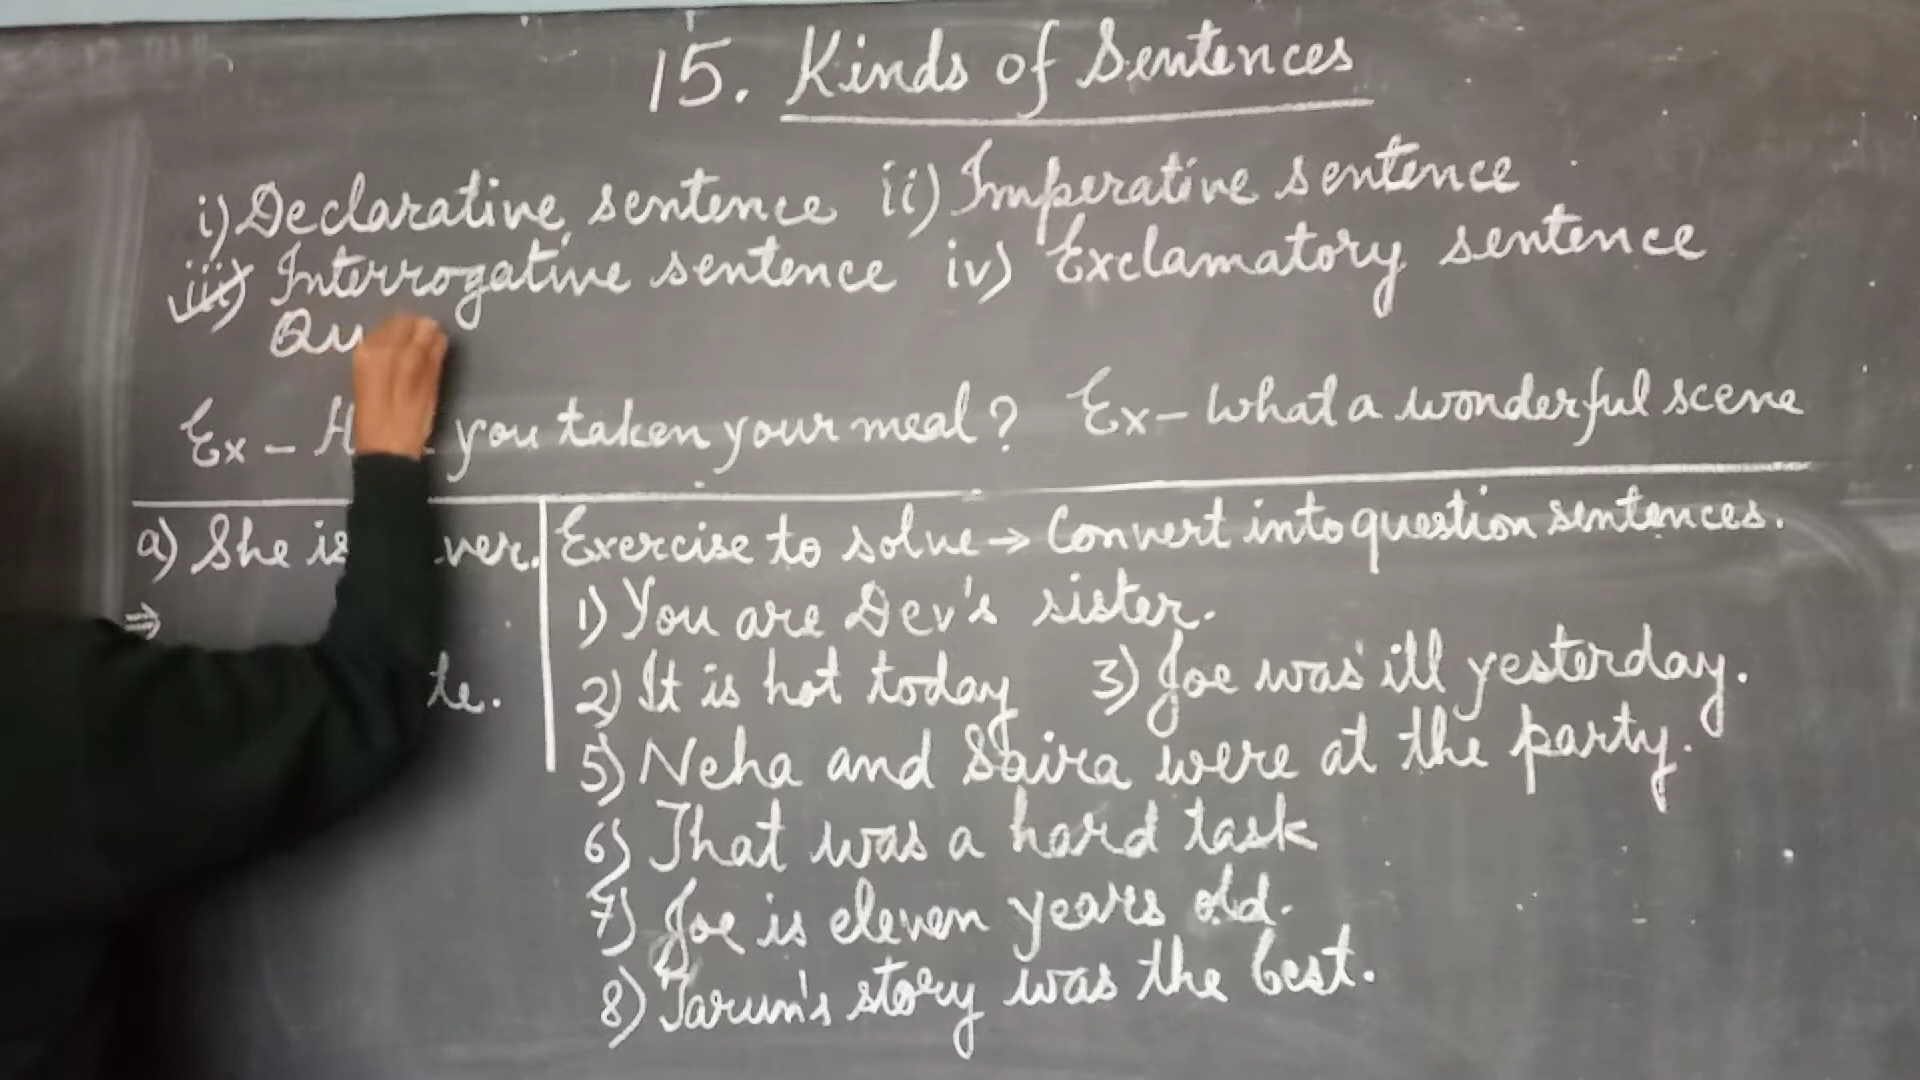 15. Kinds of Sentences
i) Declarative sentence ii) Imperative sentence
iii) Interrogative sentence iv) Exclamatory sentence
Ex - you taken your meal? Ex - What a wonderful scene
a) She is
⇒
Exercise to solve → Convert into question sentences.
1) You are Dev's sister.
2) It is hot today 3) Joe was ill yesterday.
5) Neha and Saira were at the party.
6) That was a hard task
7) Joe is eleven years old.
8) Tarun's story was the best.